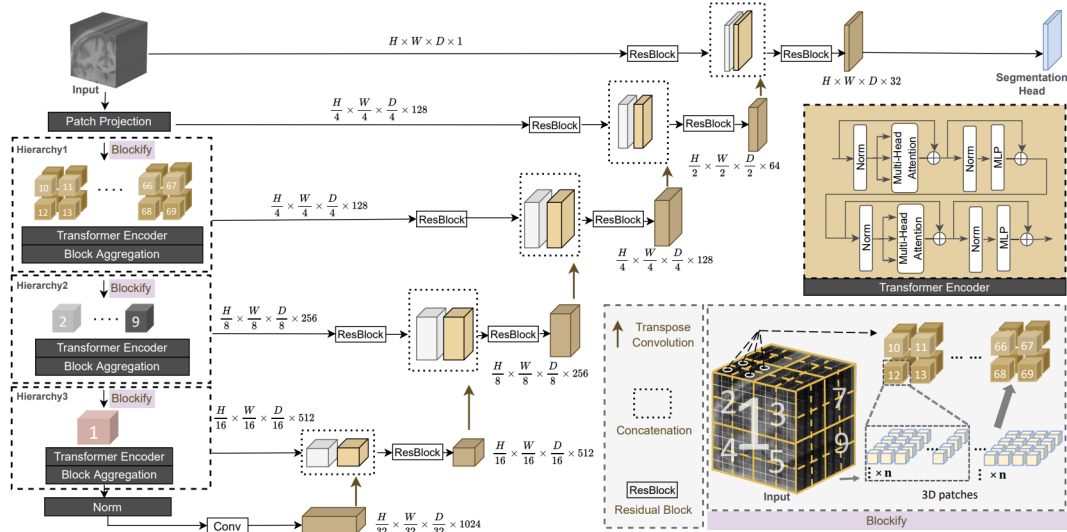 Input
H × W × D × 1
ResBlock
ResBlock
H × W × D × 32
Segmentation
Head
Patch Projection
H/4 × W/4 × D/4 × 128
ResBlock
ResBlock
H/2 × W/2 × D/2 × 64
Hierarchy1
Blockify
10 11 66 67
12 13 68 69
Transformer Encoder
Block Aggregation
H/4 × W/4 × D/4 × 128
ResBlock
ResBlock
H/4 × W/4 × D/4 × 128
Hierarchy2
Blockify
2 9
Transformer Encoder
Block Aggregation
H/8 × W/8 × D/8 × 256
ResBlock
ResBlock
H/8 × W/8 × D/8 × 256
Hierarchy3
Blockify
1
Transformer Encoder
Block Aggregation
H/16 × W/16 × D/16 × 512
ResBlock
H/16 × W/16 × D/16 × 512
Norm
Conv
H/32 × W/32 × D/32 × 1024
Norm
Multi-Head
Attention
Norm
MLP
Norm
Multi-Head
Attention
Norm
MLP
Transformer Encoder
Transpose
Convolution
Concatenation
ResBlock
Residual Block
2 1 3 7
4 5 9
Input
10 11 66 67
12 13 68 69
× n
× n
3D patches
Blockify